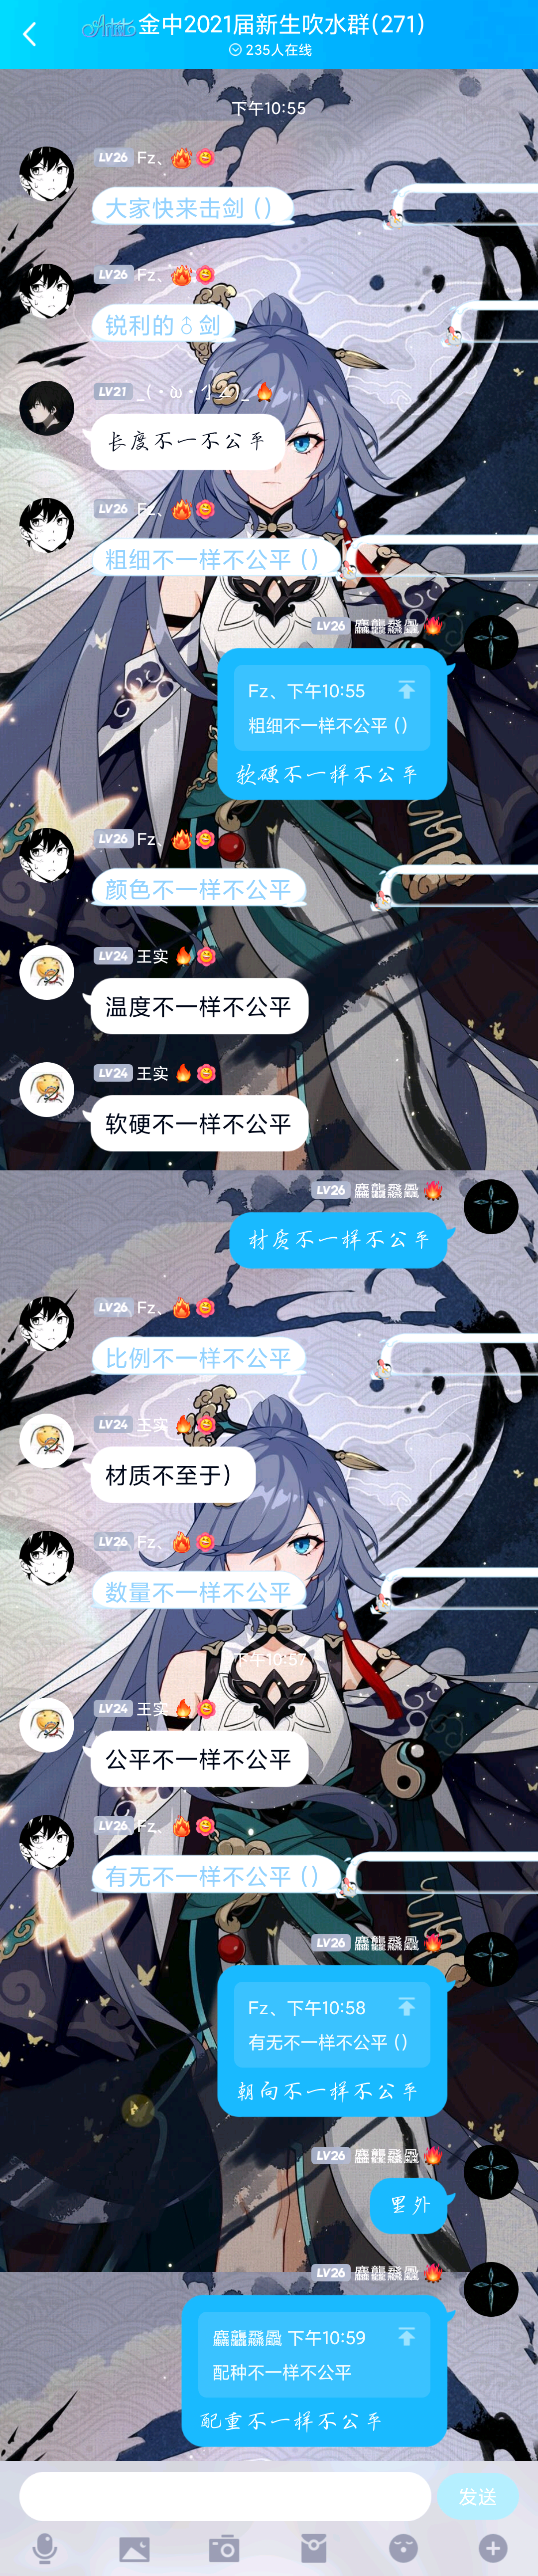 金中2021届新生吹水群(271)
235人在线
下午10:55
LV26 Fz、
大家快来击剑（）
LV26 Fz、
锐利的♂剑
LV21 _(・ω・｣∠)_
长度不一不公平
LV26 Fz、
粗细不一样不公平（）
LV26 龘龖飝飍
Fz、下午10:55
粗细不一样不公平（）
软硬不一样不公平
LV26 Fz、
颜色不一样不公平
LV24 王实
温度不一样不公平
LV24 王实
软硬不一样不公平
LV26
材质不一样不公平
LV26 Fz、
比例不一样不公平
LV24 王实
材质不至于）
LV26 Fz、
数量不一样不公平
下午10:57
LV24 王实
公平不一样不公平
LV26 Fz、
有无不一样不公平（）
LV26
Fz、下午10:58
有无不一样不公平（）
朝向不一样不公平
LV26
里外
LV26
下午10:59
配种不一样不公平
配重不一样不公平
发送